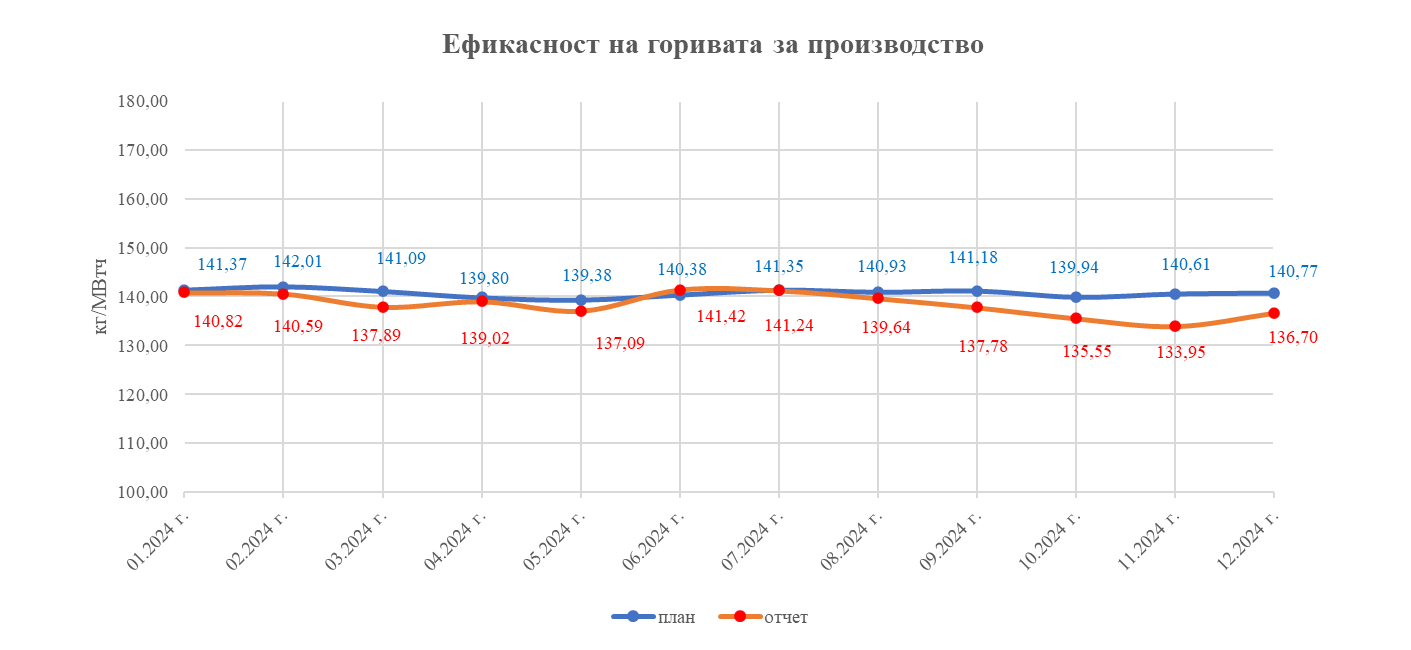 Ефикасност на горивата за производство
кг/МВтч
180,00
170,00
160,00
150,00
140,00
130,00
120,00
110,00
100,00
141,37
142,01
141,09
139,80
139,38
140,38
141,35
140,93
141,18
139,94
140,61
140,77
140,82
140,59
137,89
139,02
137,09
141,42
141,24
139,64
137,78
135,55
133,95
136,70
01.2024 г.
02.2024 г.
03.2024 г.
04.2024 г.
05.2024 г.
06.2024 г.
07.2024 г.
08.2024 г.
09.2024 г.
10.2024 г.
11.2024 г.
12.2024 г.
план
отчет